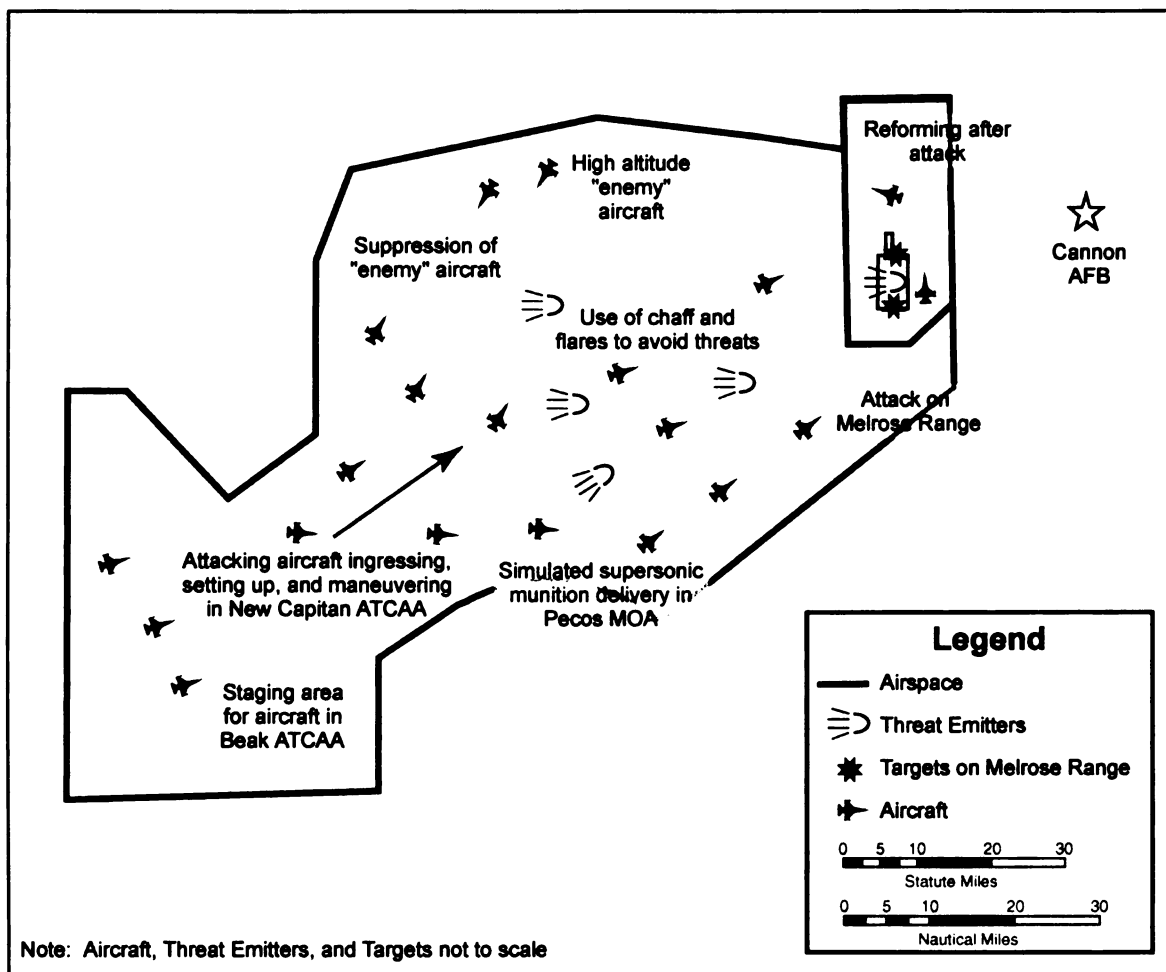 Reforming after
attack
High altitude
"enemy"
aircraft
Cannon
AFB
Suppression of
"enemy" aircraft
Use of chaff and
flares to avoid threats
Attack on
Melrose Range
Attacking aircraft ingressing,
setting up, and maneuvering
in New Capitan ATCAA
Simulated supersonic
munition delivery in
Pecos MOA
Staging area
for aircraft in
Beak ATCAA
Legend
Airspace
Threat Emitters
Targets on Melrose Range
Aircraft
0 5 10 20 30
Statute Miles
0 5 10 20 30
Nautical Miles
Note: Aircraft, Threat Emitters, and Targets not to scale